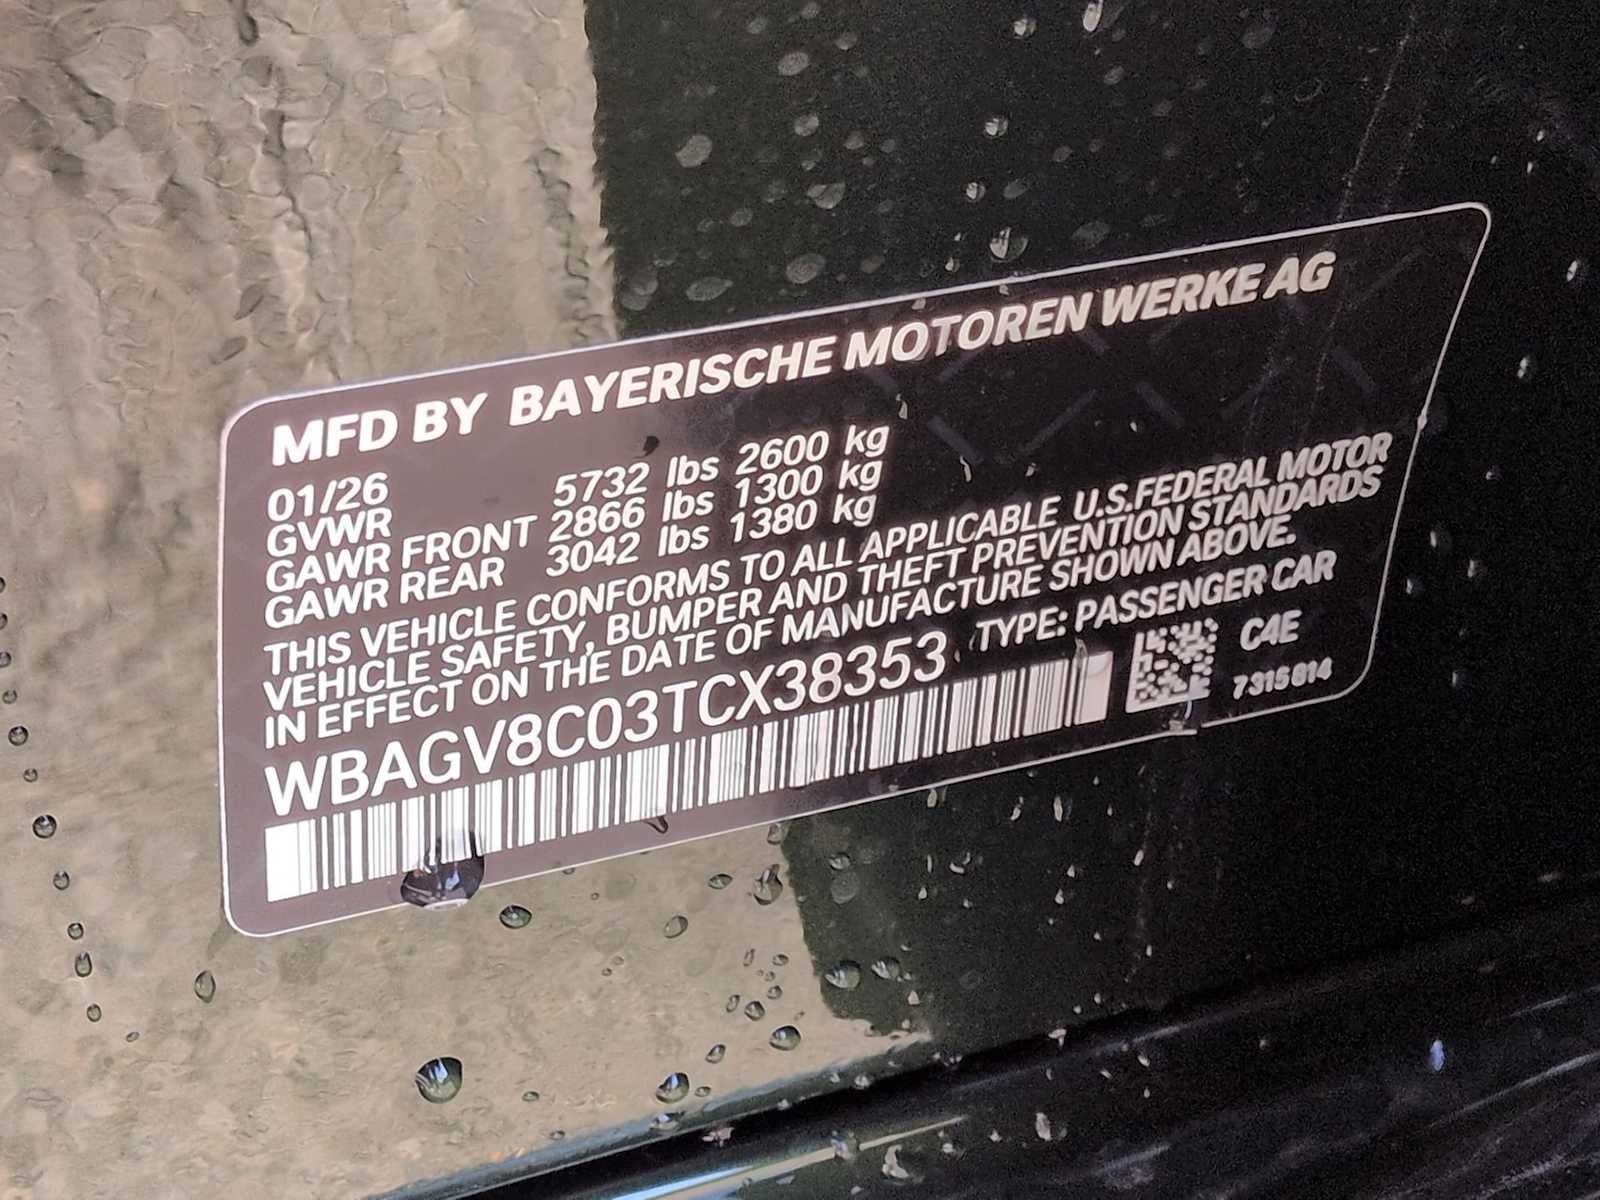 MFD BY BAYERISCHE MOTOREN WERKE AG
01/26
GVWR 5732 lbs 2600 kg
GAWR FRONT 2866 lbs 1300 kg
GAWR REAR 3042 lbs 1380 kg
THIS VEHICLE CONFORMS TO ALL APPLICABLE U.S.FEDERAL MOTOR
VEHICLE SAFETY, BUMPER AND THEFT PREVENTION STANDARDS
IN EFFECT ON THE DATE OF MANUFACTURE SHOWN ABOVE.
WBAGV8C03TCX38353 TYPE: PASSENGER CAR
C4E
7315814